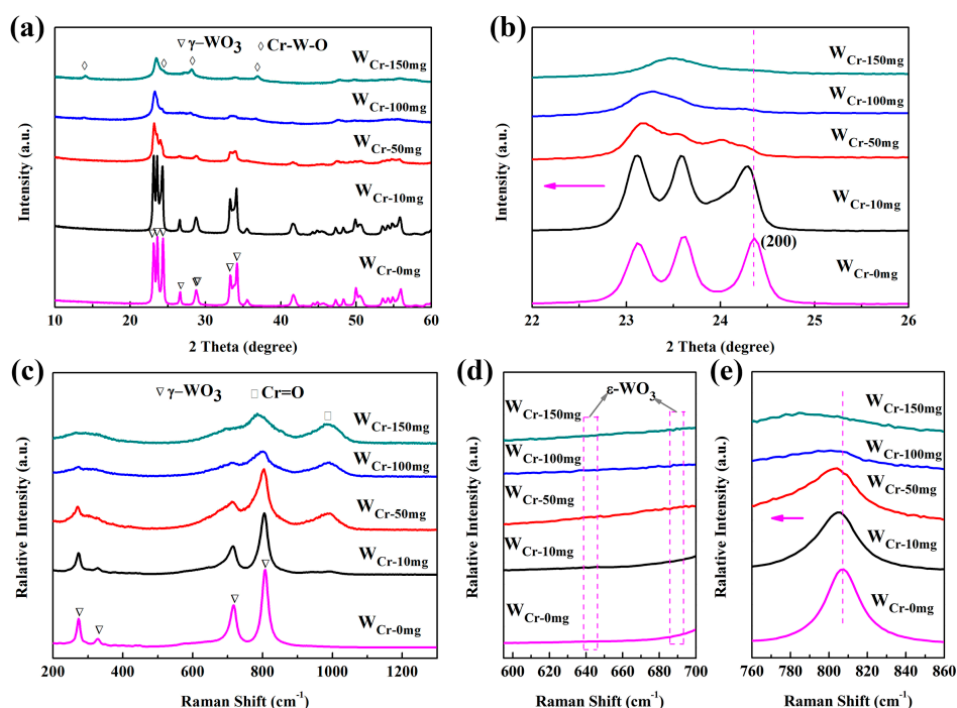 (a)
▽ γ–WO3 ◇ Cr-W-O
WCr-150mg
WCr-100mg
WCr-50mg
WCr-10mg
WCr-0mg
Intensity (a.u.)
10 20 30 40 50 60
2 Theta (degree)
(b)
WCr-150mg
WCr-100mg
WCr-50mg
WCr-10mg
(200)
WCr-0mg
Intensity (a.u.)
22 23 24 25 26
2 Theta (degree)
(c)
▽ γ–WO3 □ Cr=O
WCr-150mg
WCr-100mg
WCr-50mg
WCr-10mg
WCr-0mg
Ralative Intensity (a.u.)
200 400 600 800 1000 1200
Raman Shift (cm-1)
(d)
ε-WO3
WCr-150mg
WCr-100mg
WCr-50mg
WCr-10mg
WCr-0mg
Ralative Intensity (a.u.)
600 620 640 660 680 700
Raman Shift (cm-1)
(e)
WCr-150mg
WCr-100mg
WCr-50mg
WCr-10mg
WCr-0mg
Ralative Intensity (a.u.)
760 780 800 820 840 860
Raman Shift (cm-1)